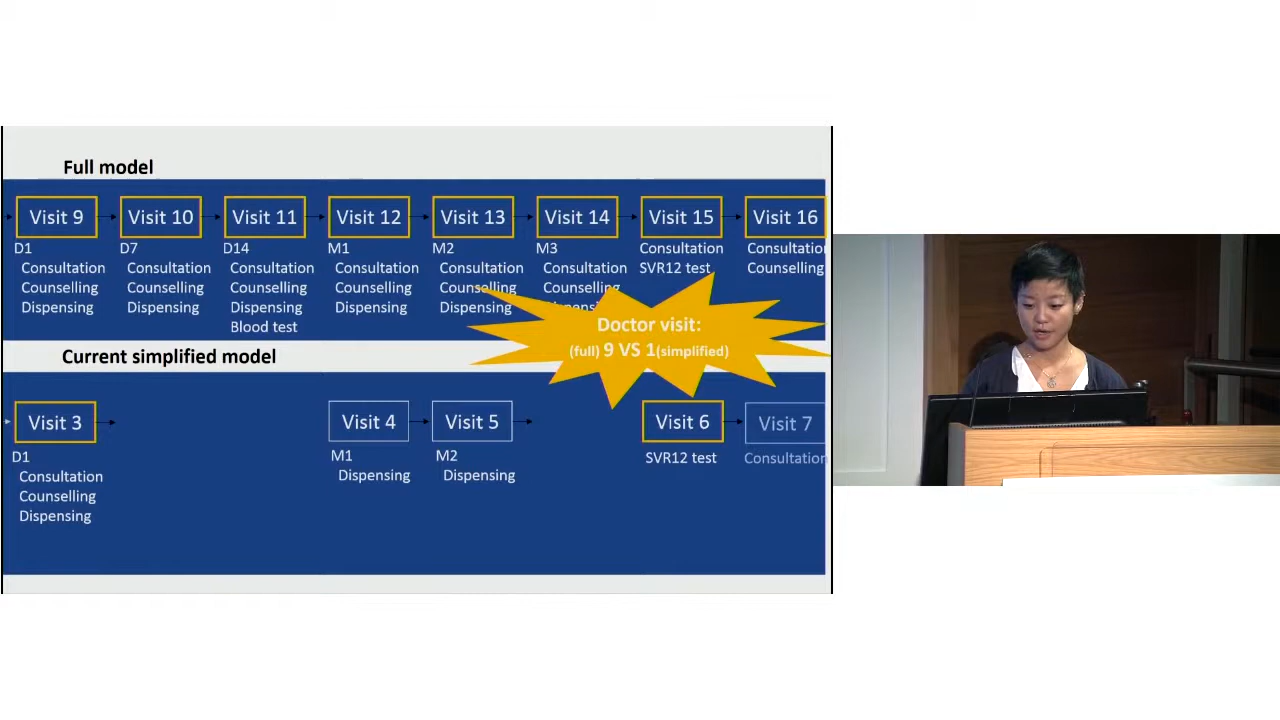 Full model
Visit 9
D1
Consultation
Counselling
Dispensing
Visit 10
D7
Consultation
Counselling
Dispensing
Visit 11
D14
Consultation
Counselling
Dispensing
Blood test
Visit 12
M1
Consultation
Counselling
Dispensing
Visit 13
M2
Consultation
Counselling
Dispensing
Visit 14
M3
Consultation
Counselling
Visit 15
Consultation
SVR12 test
Visit 16
Consultation
Counselling
Doctor visit:
(full) 9 VS 1(simplified)
Current simplified model
Visit 3
D1
Consultation
Counselling
Dispensing
Visit 4
M1
Dispensing
Visit 5
M2
Dispensing
Visit 6
SVR12 test
Visit 7
Consultation